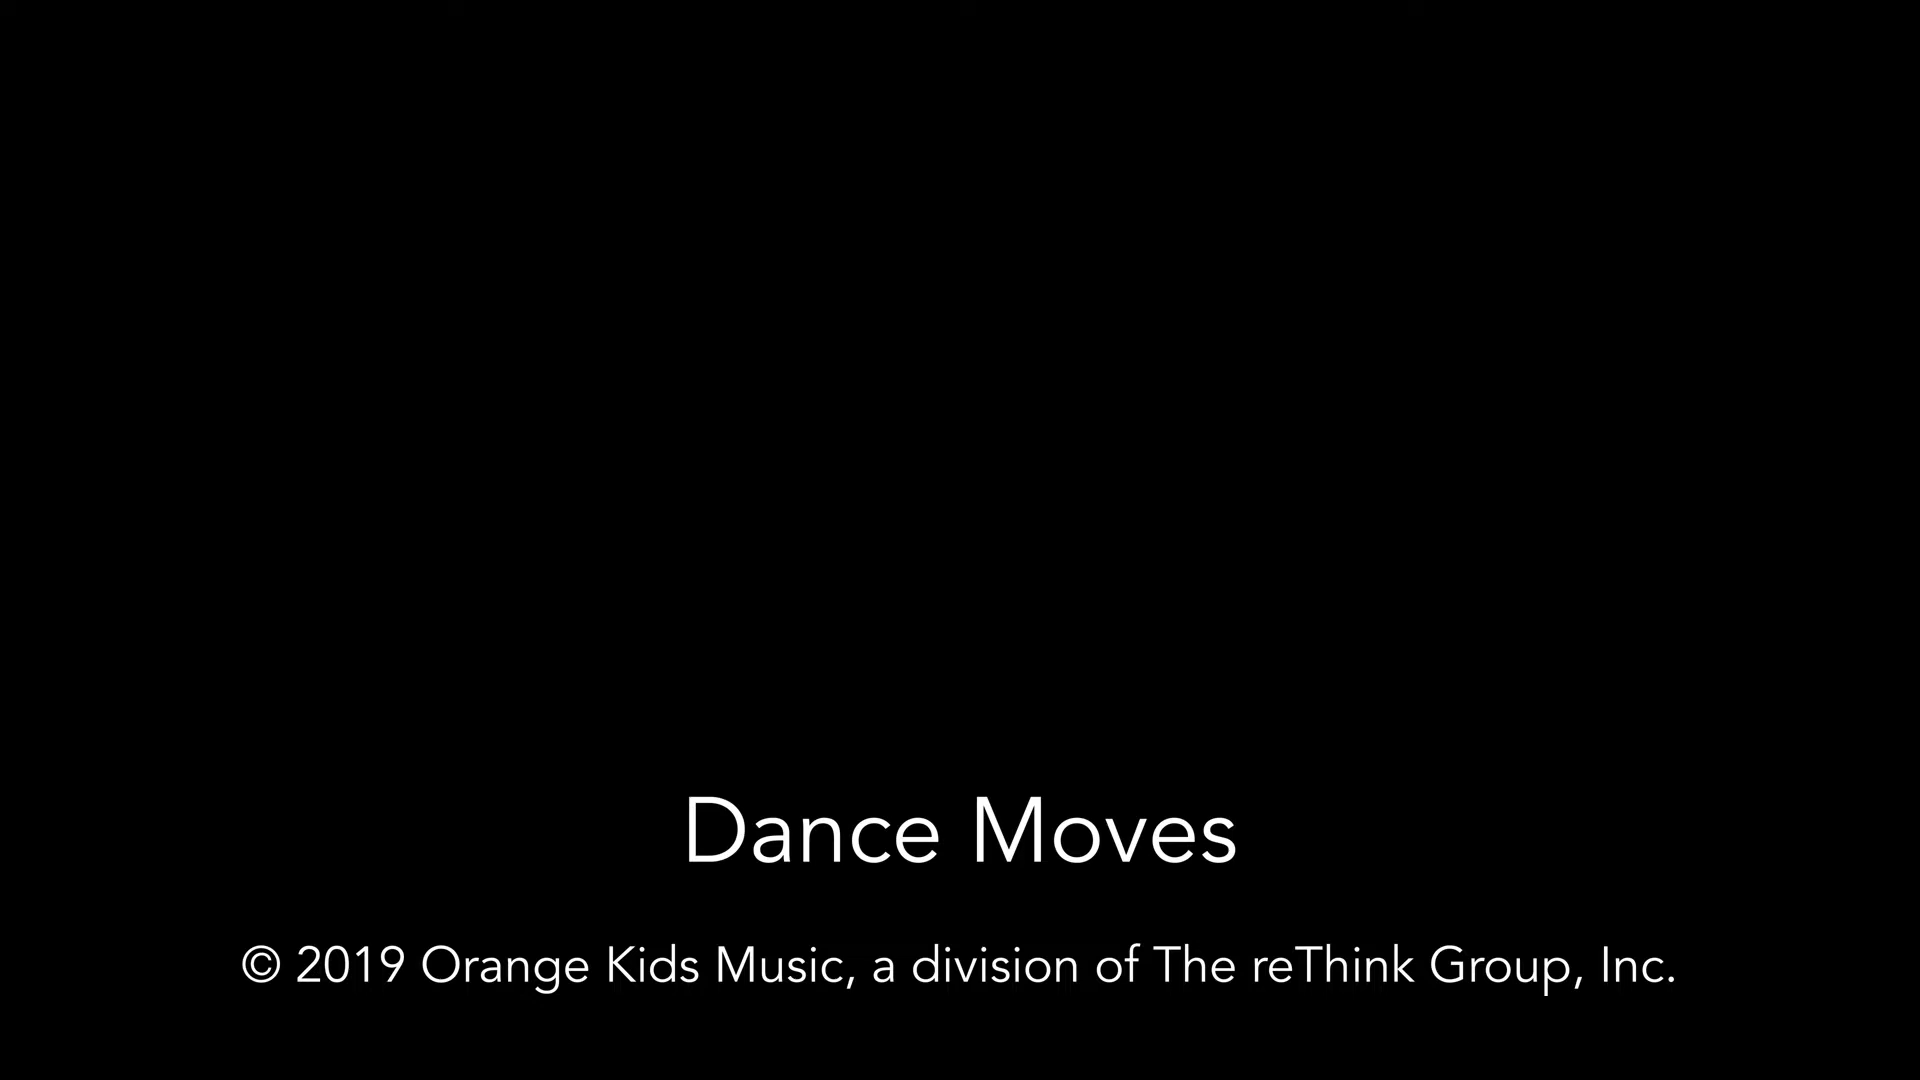 Dance Moves
© 2019 Orange Kids Music, a division of The reThink Group, Inc.